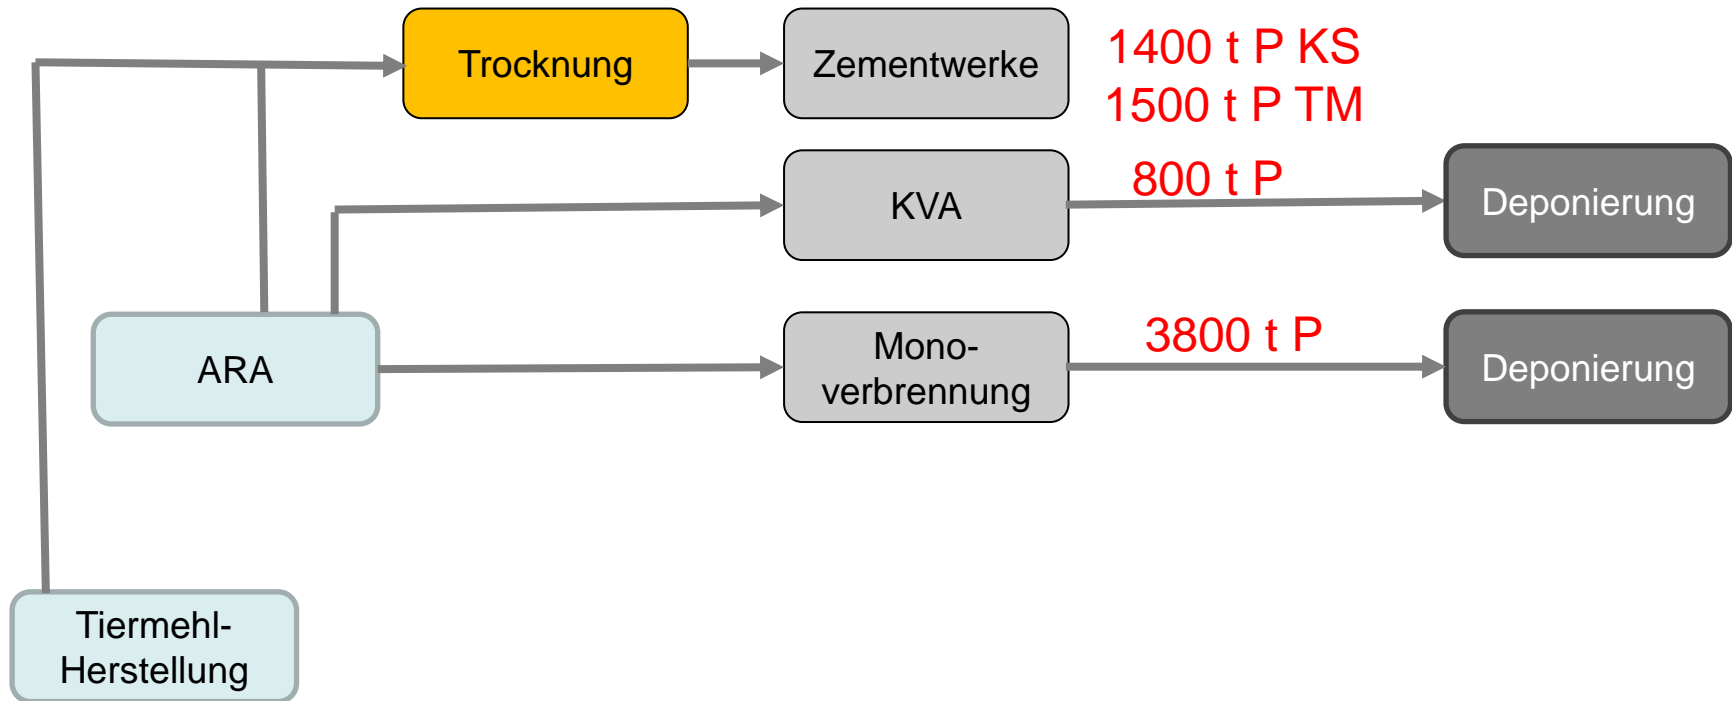 Trocknung
Zementwerke
1400 t P KS
1500 t P TM
KVA
800 t P
Deponierung
ARA
Mono-
verbrennung
3800 t P
Deponierung
Tiermehl-
Herstellung